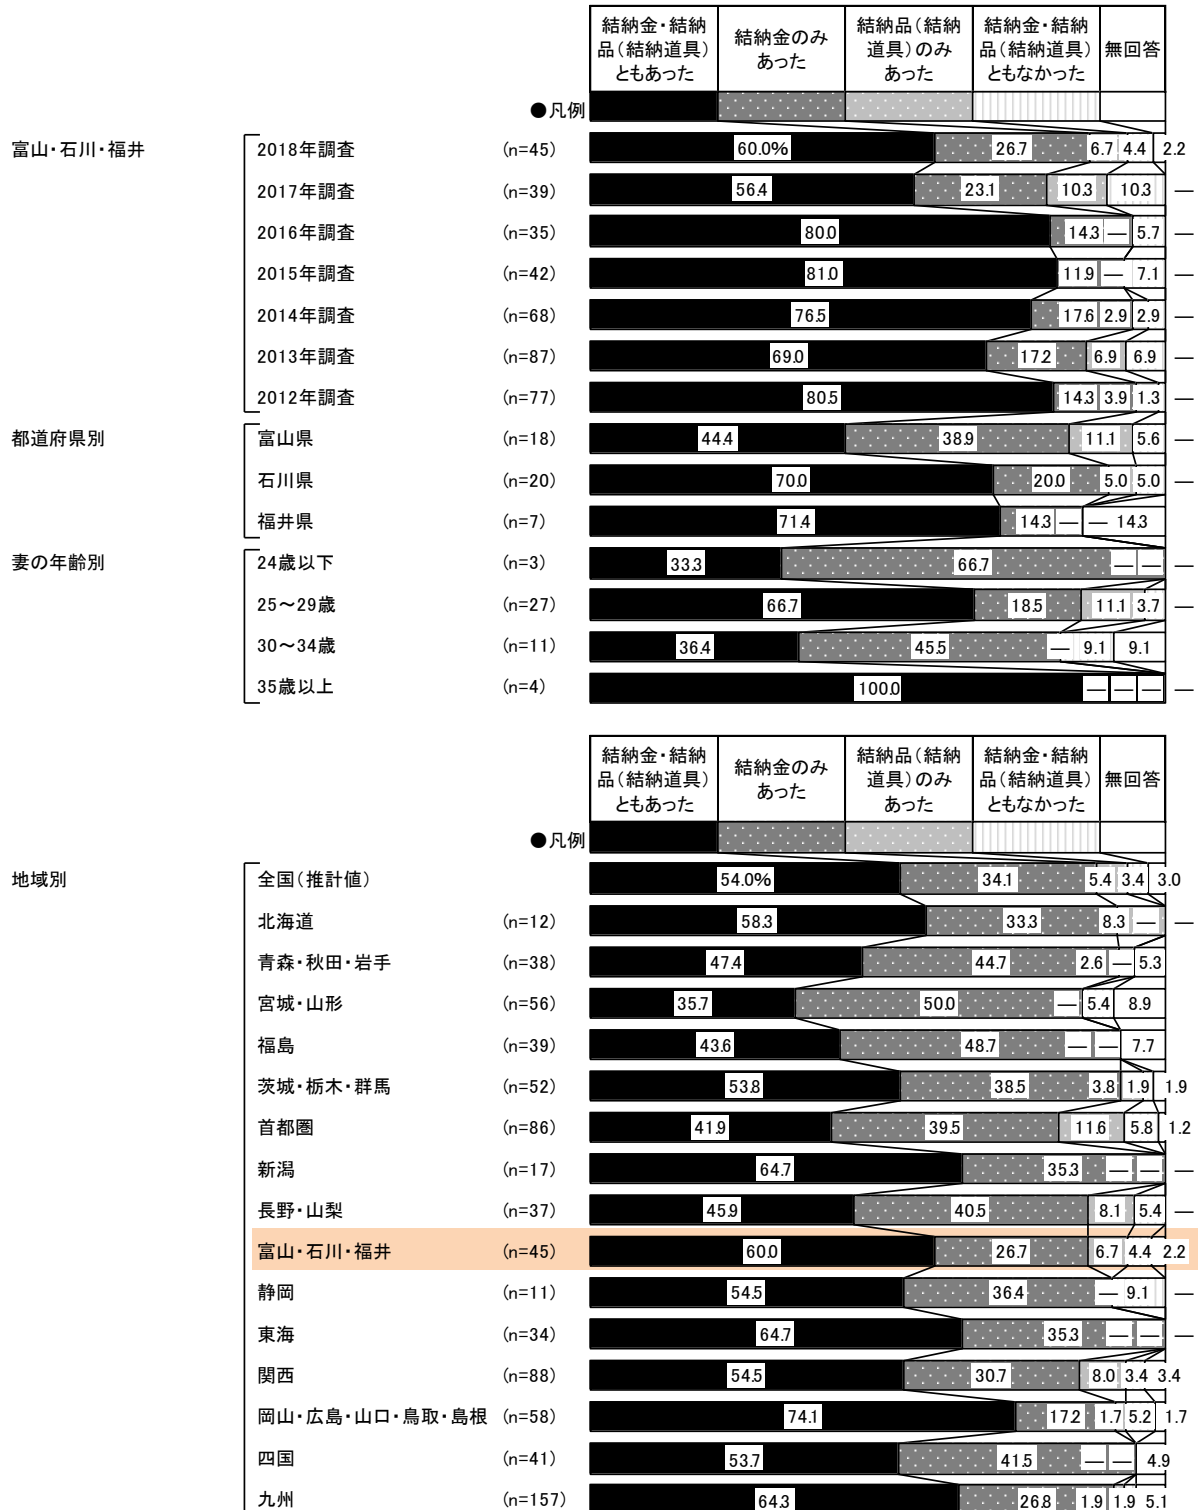 結納金・結納 結納金のみ 結納品（結納 結納金・結納 無回答
品（結納道具） あった 道具）のみ 品（結納道具）
ともあった あった ともなかった
●凡例
富山・石川・福井 2018年調査 (n=45) 60.0% 26.7 6.7 4.4 2.2
2017年調査 (n=39) 56.4 23.1 10.3 10.3 ―
2016年調査 (n=35) 80.0 14.3 ― 5.7 ―
2015年調査 (n=42) 81.0 11.9 ― 7.1 ―
2014年調査 (n=68) 76.5 17.6 2.9 2.9 ―
2013年調査 (n=87) 69.0 17.2 6.9 6.9 ―
2012年調査 (n=77) 80.5 14.3 3.9 1.3 ―
都道府県別 富山県 (n=18) 44.4 38.9 11.1 5.6 ―
石川県 (n=20) 70.0 20.0 5.0 5.0 ―
福井県 (n=7) 71.4 14.3 ― ― 14.3
妻の年齢別 24歳以下 (n=3) 33.3 66.7 ― ― ―
25～29歳 (n=27) 66.7 18.5 11.1 3.7 ―
30～34歳 (n=11) 36.4 45.5 ― 9.1 9.1
35歳以上 (n=4) 100.0 ― ― ― ―
結納金・結納 結納金のみ 結納品（結納 結納金・結納 無回答
品（結納道具） あった 道具）のみ 品（結納道具）
ともあった あった ともなかった
●凡例
地域別 全国（推計値） 54.0% 34.1 5.4 3.4 3.0
北海道 (n=12) 58.3 33.3 8.3 ― ―
青森・秋田・岩手 (n=38) 47.4 44.7 2.6 ― 5.3
宮城・山形 (n=56) 35.7 50.0 ― 5.4 8.9
福島 (n=39) 43.6 48.7 ― ― 7.7
茨城・栃木・群馬 (n=52) 53.8 38.5 3.8 1.9 1.9
首都圏 (n=86) 41.9 39.5 11.6 5.8 1.2
新潟 (n=17) 64.7 35.3 ― ― ―
長野・山梨 (n=37) 45.9 40.5 8.1 5.4 ―
富山・石川・福井 (n=45) 60.0 26.7 6.7 4.4 2.2
静岡 (n=11) 54.5 36.4 ― 9.1 ―
東海 (n=34) 64.7 35.3 ― ― ―
関西 (n=88) 54.5 30.7 8.0 3.4 3.4
岡山・広島・山口・鳥取・島根 (n=58) 74.1 17.2 1.7 5.2 1.7
四国 (n=41) 53.7 41.5 ― ― 4.9
九州 (n=157) 64.3 26.8 1.9 1.9 5.1